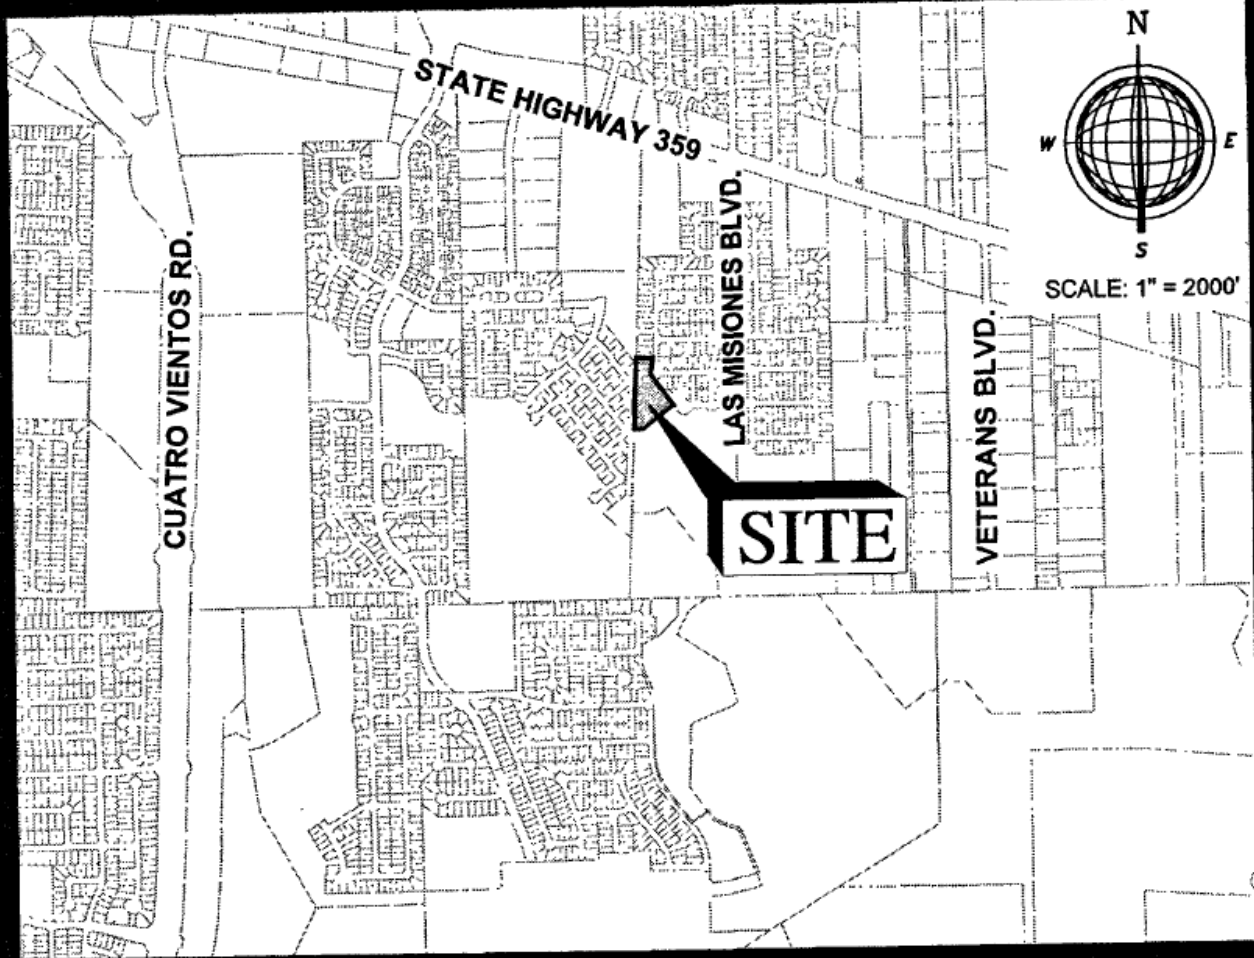 N
STATE HIGHWAY 359
W
E
S
SCALE: 1" = 2000'
LAS MISIONES BLVD.
CUATRO VIENTOS RD.
VETERANS BLVD.
SITE